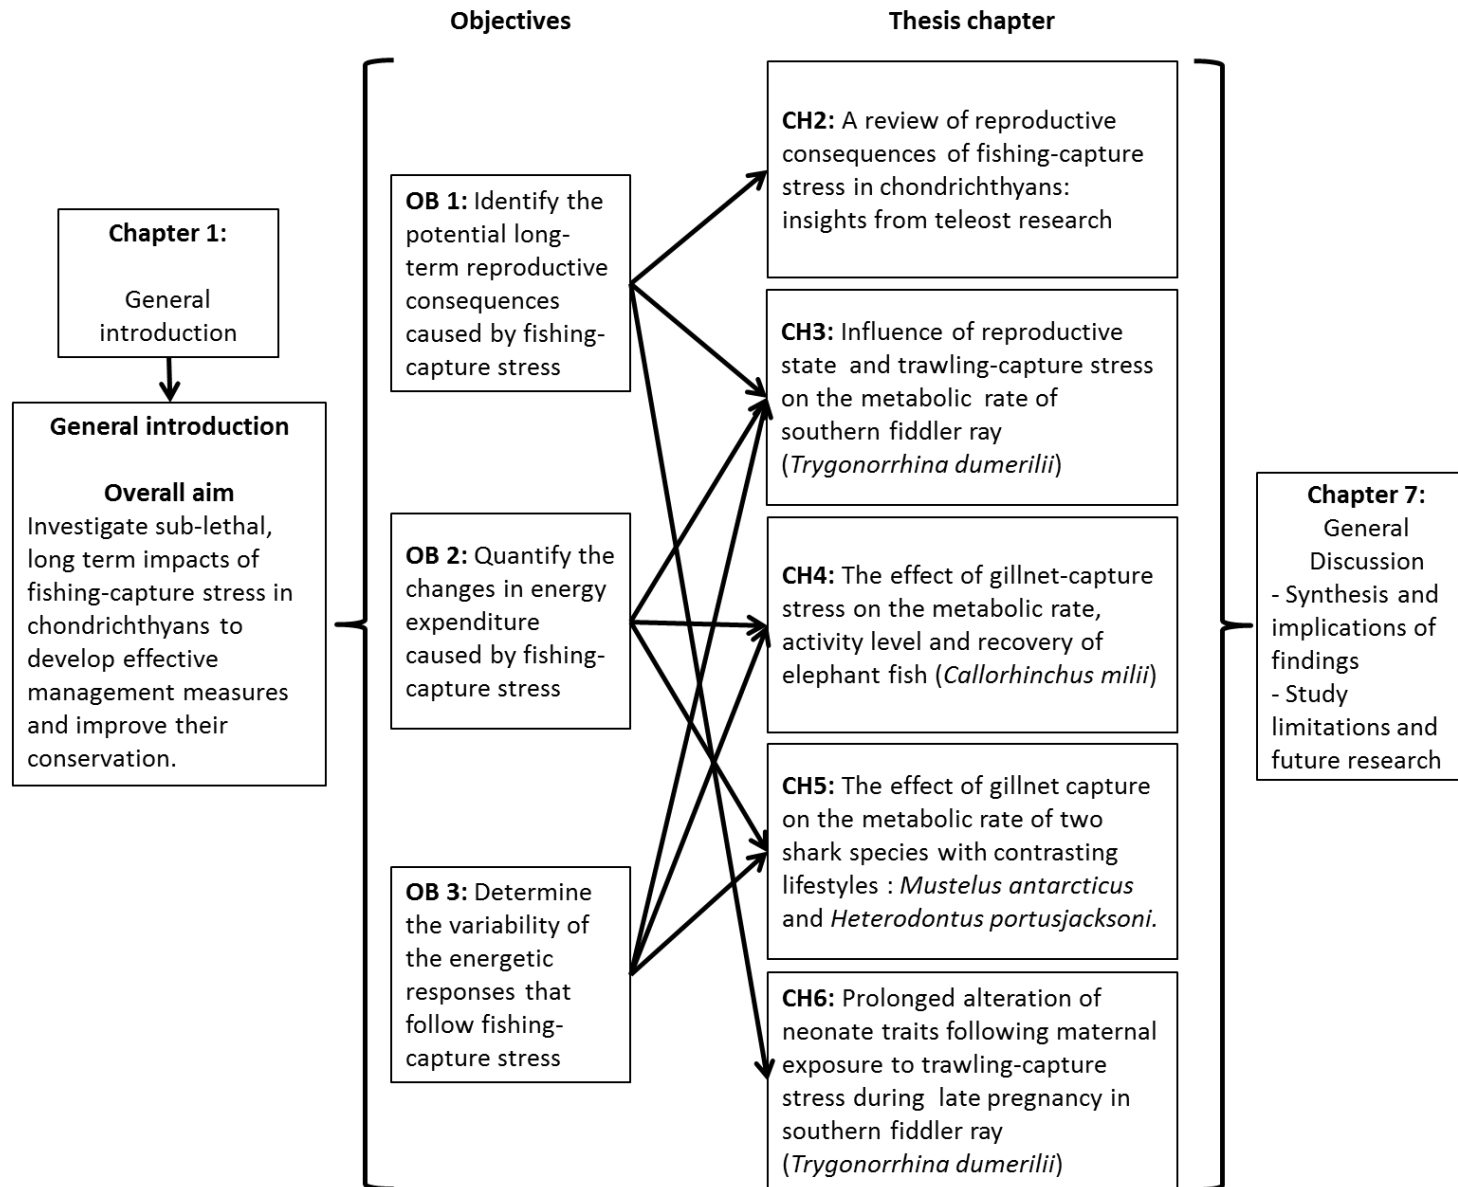 Objectives
Thesis chapter
Chapter 1:
General
introduction
General introduction
Overall aim
Investigate sub-lethal,
long term impacts of
fishing-capture stress in
chondrichthyans to
develop effective
management measures
and improve their
conservation.
OB 1: Identify the
potential long-
term reproductive
consequences
caused by fishing-
capture stress
OB 2: Quantify the
changes in energy
expenditure
caused by fishing-
capture stress
OB 3: Determine
the variability of
the energetic
responses that
follow fishing-
capture stress
CH2: A review of reproductive
consequences of fishing-capture
stress in chondrichthyans:
insights from teleost research
CH3: Influence of reproductive
state and trawling-capture stress
on the metabolic rate of
southern fiddler ray
(Trygonorrhina dumerilii)
CH4: The effect of gillnet-capture
stress on the metabolic rate,
activity level and recovery of
elephant fish (Callorhinchus milii)
CH5: The effect of gillnet capture
on the metabolic rate of two
shark species with contrasting
lifestyles : Mustelus antarcticus
and Heterodontus portusjacksoni.
CH6: Prolonged alteration of
neonate traits following maternal
exposure to trawling-capture
stress during late pregnancy in
southern fiddler ray
(Trygonorrhina dumerilii)
Chapter 7:
General
Discussion
- Synthesis and
implications of
findings
- Study
limitations and
future research